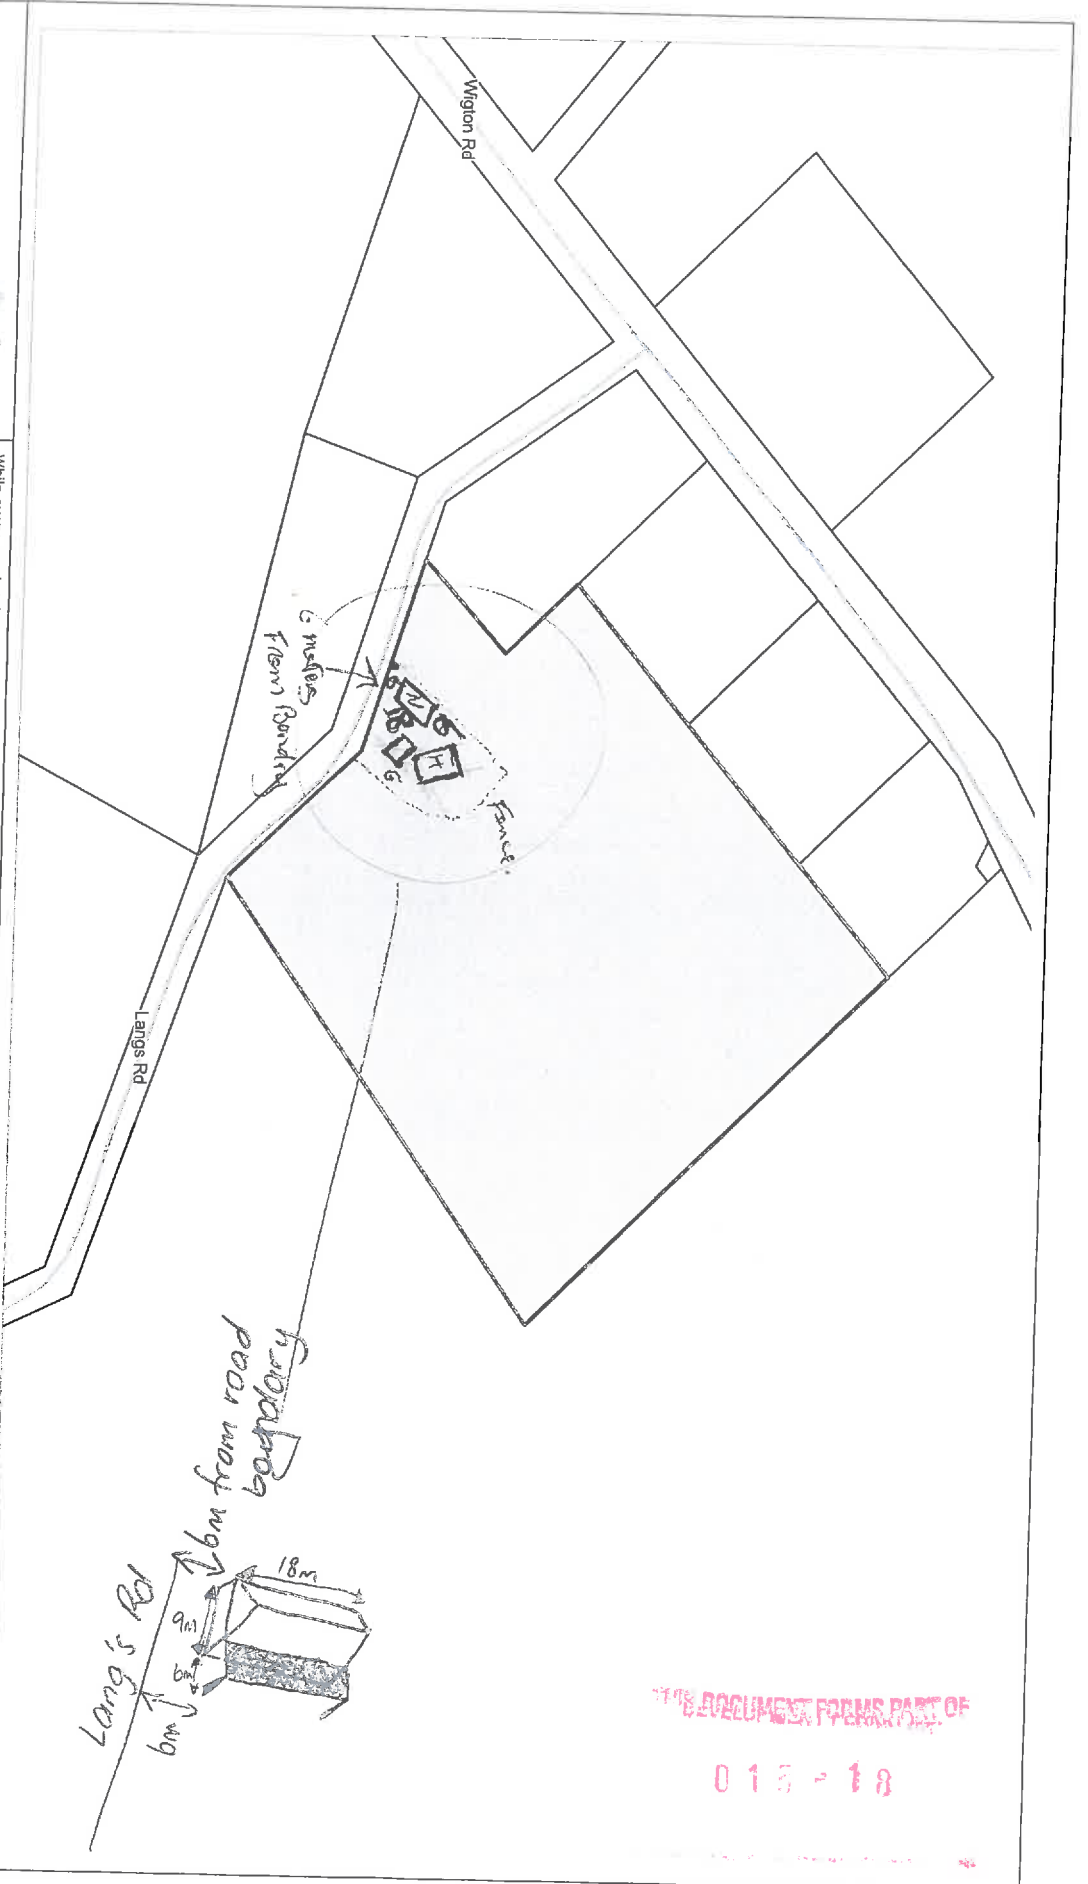 Wigton Rd
6 meters
From
Fence.
N
H
G
Langs Rd
6m from road
boundary
18m
9m
6m
6m
Lang's Rd
THIS DOCUMENT FORMS PART OF